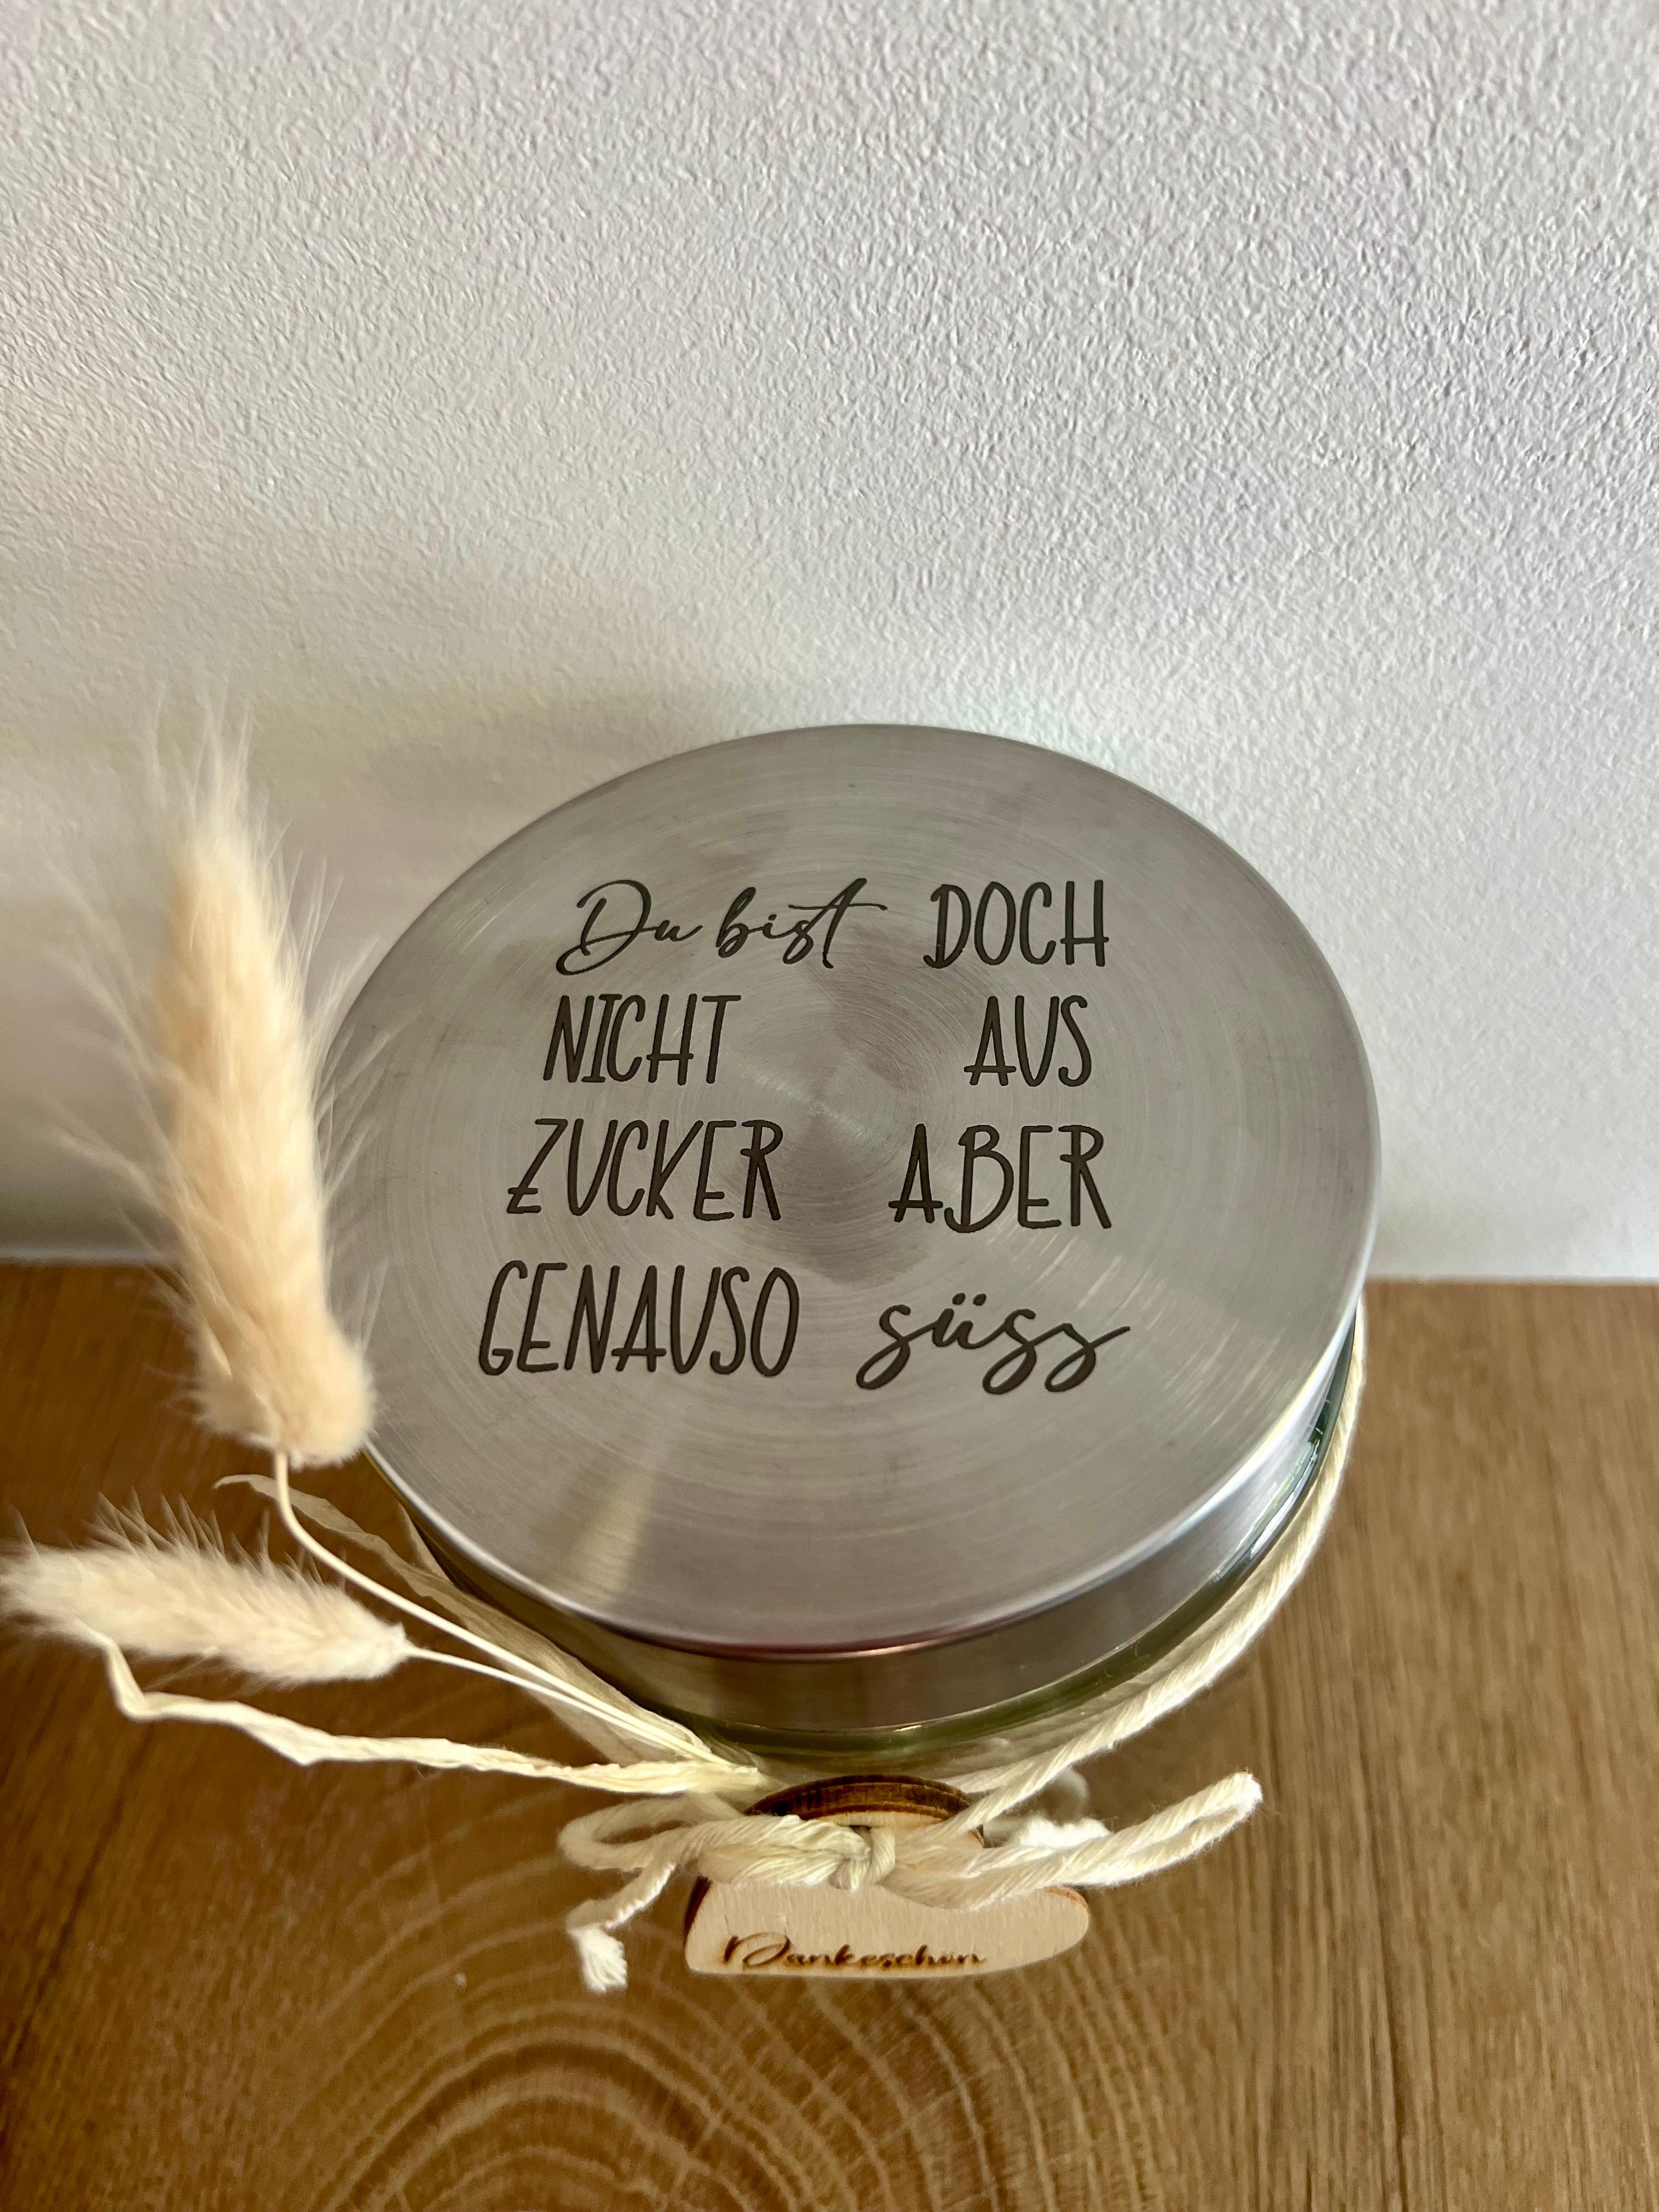 Du bist DOCH
NICHT AUS
ZUCKER ABER
GENAUSO süss
Dankeschön